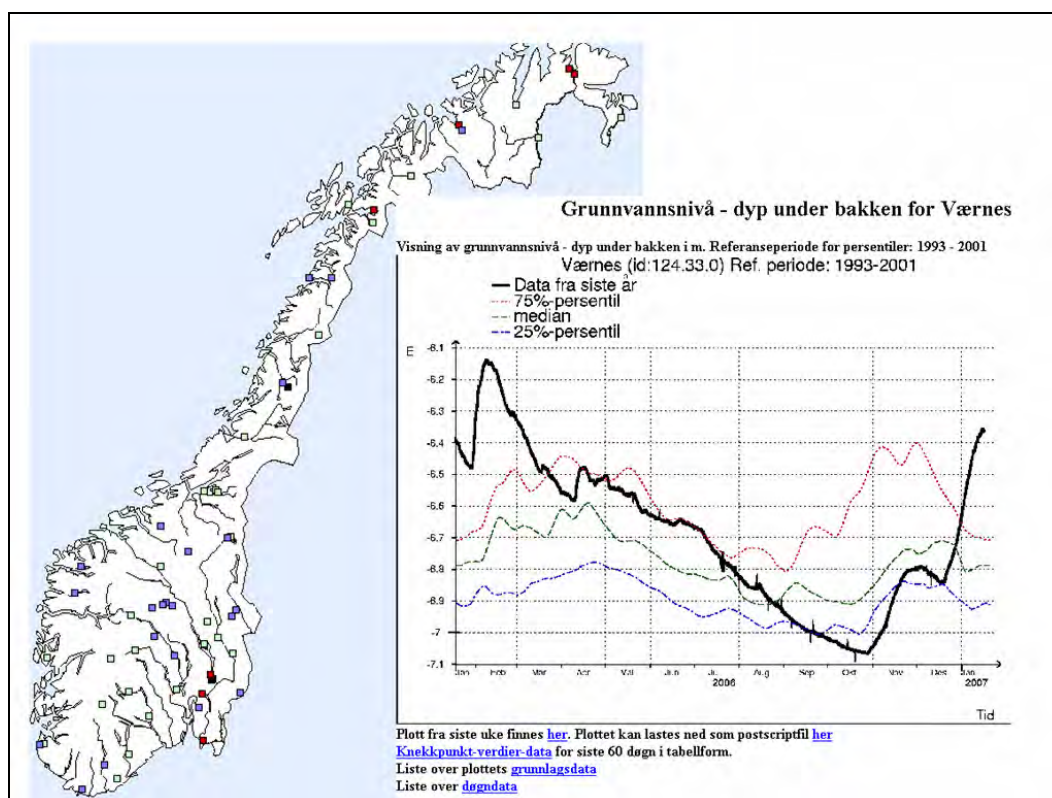 Grunnvannsnivå - dyp under bakken for Værnes
Visning av grunnvannsnivå - dyp under bakken i m. Referanseperiode for persentiler: 1993 - 2001
Værnes (id:124.33.0) Ref. periode: 1993-2001
Data fra siste år
75%-persentil
median
25%-persentil
E
-6.1
-6.2
-6.3
-6.4
-6.5
-6.6
-6.7
-6.8
-6.9
-7
-7.1
Jan Feb Mar Apr Mai Jun Jul Aug Sep Okt Nov Des Jan
2006 2007
Tid
Plott fra siste uke finnes her. Plottet kan lastes ned som postscriptfil her
Knekkpunkt-verdier-data for siste 60 døgn i tabellform.
Liste over plottets grunnlagsdata
Liste over døgndata